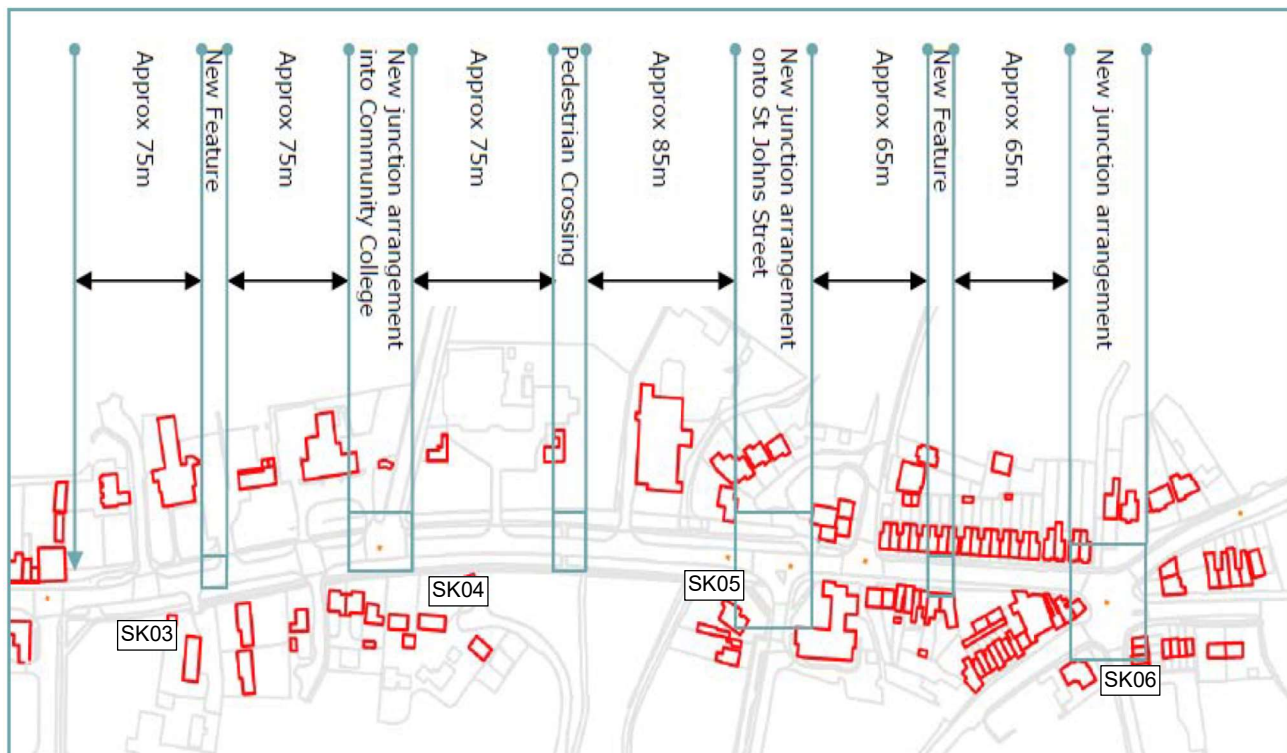 Approx 75m
New Feature
Approx 75m
New junction arrangement
into Community College
Approx 75m
Pedestrian Crossing
Approx 85m
New junction arrangement
onto St Johns Street
Approx 65m
New Feature
Approx 65m
New junction arrangement
SK03
SK04
SK05
SK06